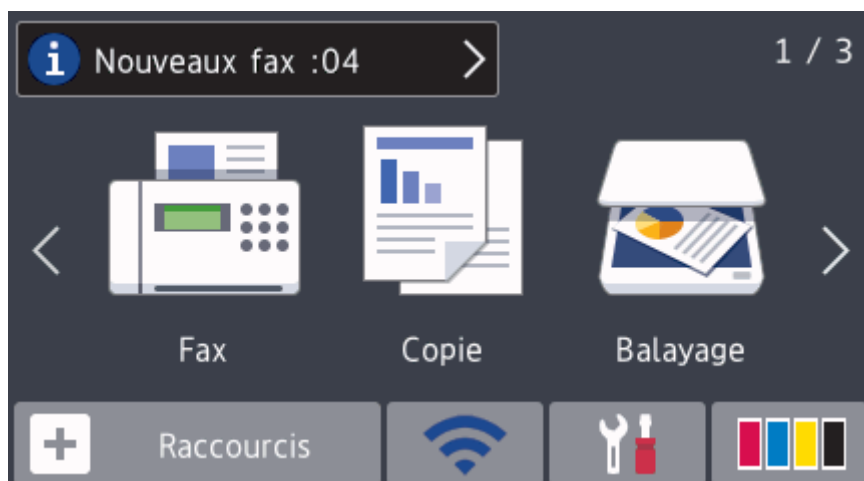 Nouveaux fax :04
1 / 3
Fax
Copie
Balayage
Raccourcis